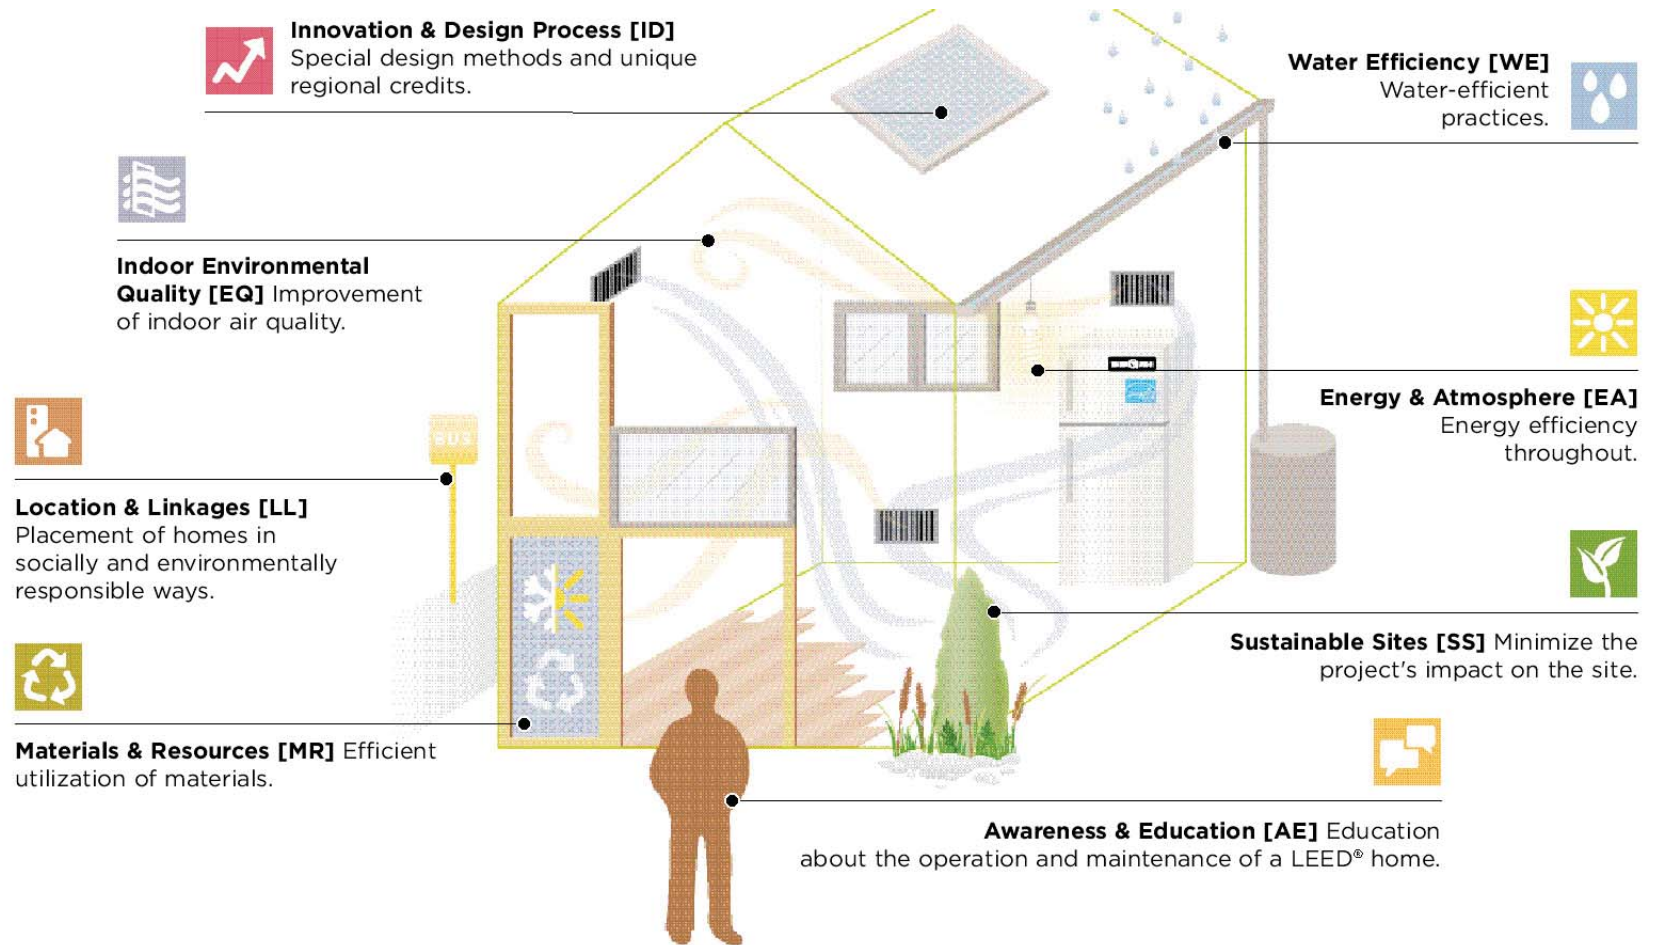 Innovation & Design Process [ID]
Special design methods and unique
regional credits.
Water Efficiency [WE]
Water-efficient
practices.
Indoor Environmental
Quality [EQ] Improvement
of indoor air quality.
Energy & Atmosphere [EA]
Energy efficiency
throughout.
BUS
Location & Linkages [LL]
Placement of homes in
socially and environmentally
responsible ways.
Sustainable Sites [SS] Minimize the
project's impact on the site.
Materials & Resources [MR] Efficient
utilization of materials.
Awareness & Education [AE] Education
about the operation and maintenance of a LEED® home.